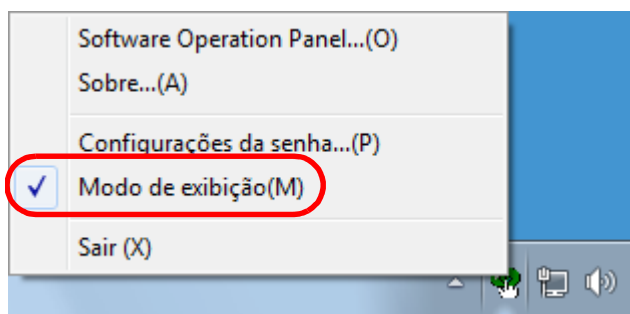 Software Operation Panel...(O)
Sobre...(A)
Configurações da senha...(P)
Modo de exibição(M)
Sair (X)